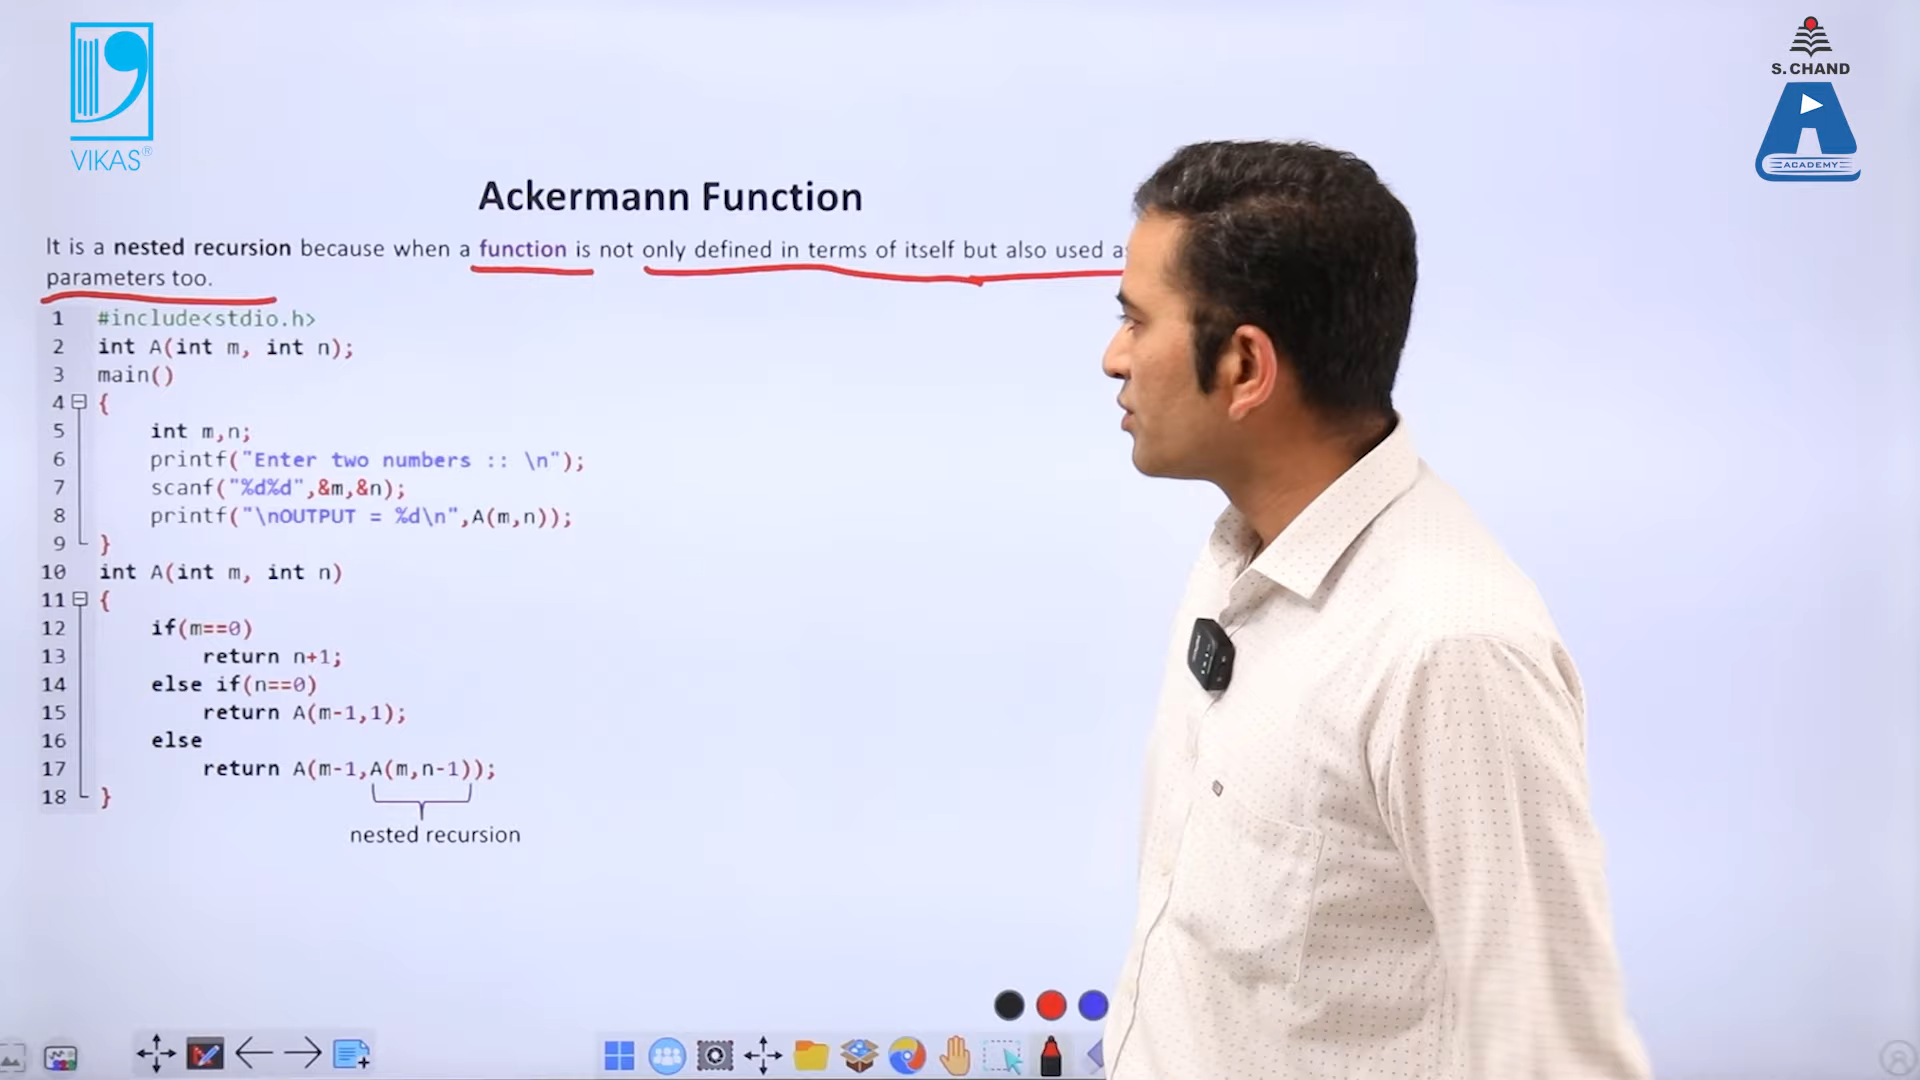 VIKAS®
S. CHAND
ACADEMY
Ackermann Function
It is a nested recursion because when a function is not only defined in terms of itself but also used
parameters too.
1 #include<stdio.h>
2 int A(int m, int n);
3 main()
4 {
5 int m,n;
6 printf("Enter two numbers :: \n");
7 scanf("%d%d",&m,&n);
8 printf("\nOUTPUT = %d\n",A(m,n));
9 }
10 int A(int m, int n)
11 {
12 if(m==0)
13 return n+1;
14 else if(n==0)
15 return A(m-1,1);
16 else
17 return A(m-1,A(m,n-1));
18 }
nested recursion